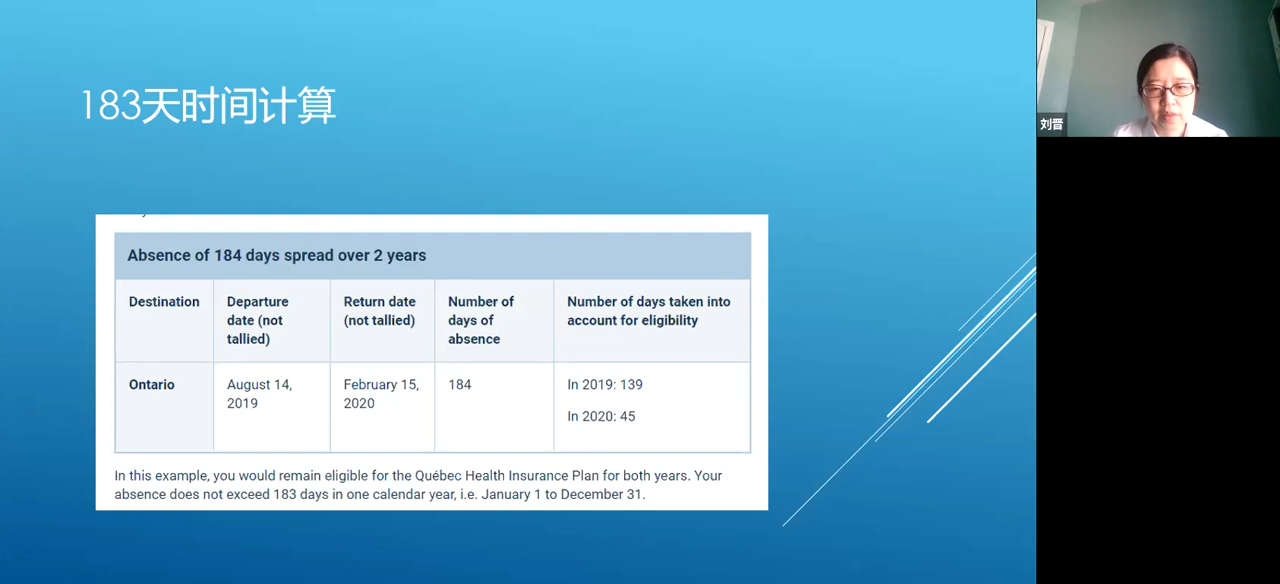 183天时间计算
Absence of 184 days spread over 2 years
Destination
Departure
date (not
tallied)
Return date
(not tallied)
Number of
days of
absence
Number of days taken into
account for eligibility
Ontario
August 14,
2019
February 15,
2020
184
In 2019: 139
In 2020: 45
In this example, you would remain eligible for the Québec Health Insurance Plan for both years. Your
absence does not exceed 183 days in one calendar year, i.e. January 1 to December 31.
刘晋